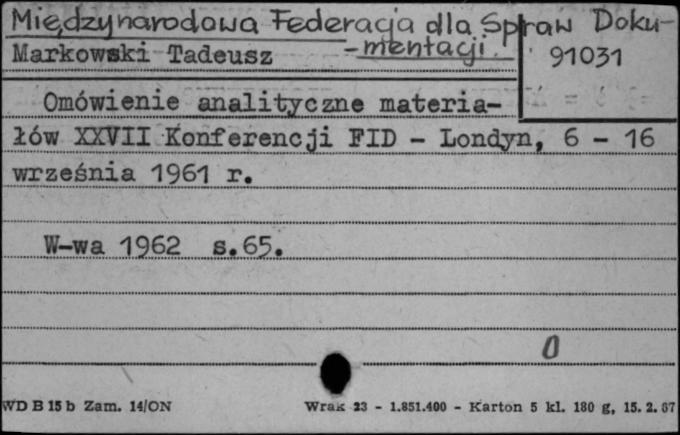 Międzynarodowa Federacja dla Spraw Doku-
-mentacji.
Markowski Tadeusz
91031
Omówienie analityczne materia-
łów XXVII Konferencji FID - Londyn, 6 - 16
września 1961 r.
W-wa 1962 s.65.
0
WD B 15 b Zam. 14/ON
Wrak 23 - 1.851.400 - Karton 5 kl. 180 g, 15. 2. 67